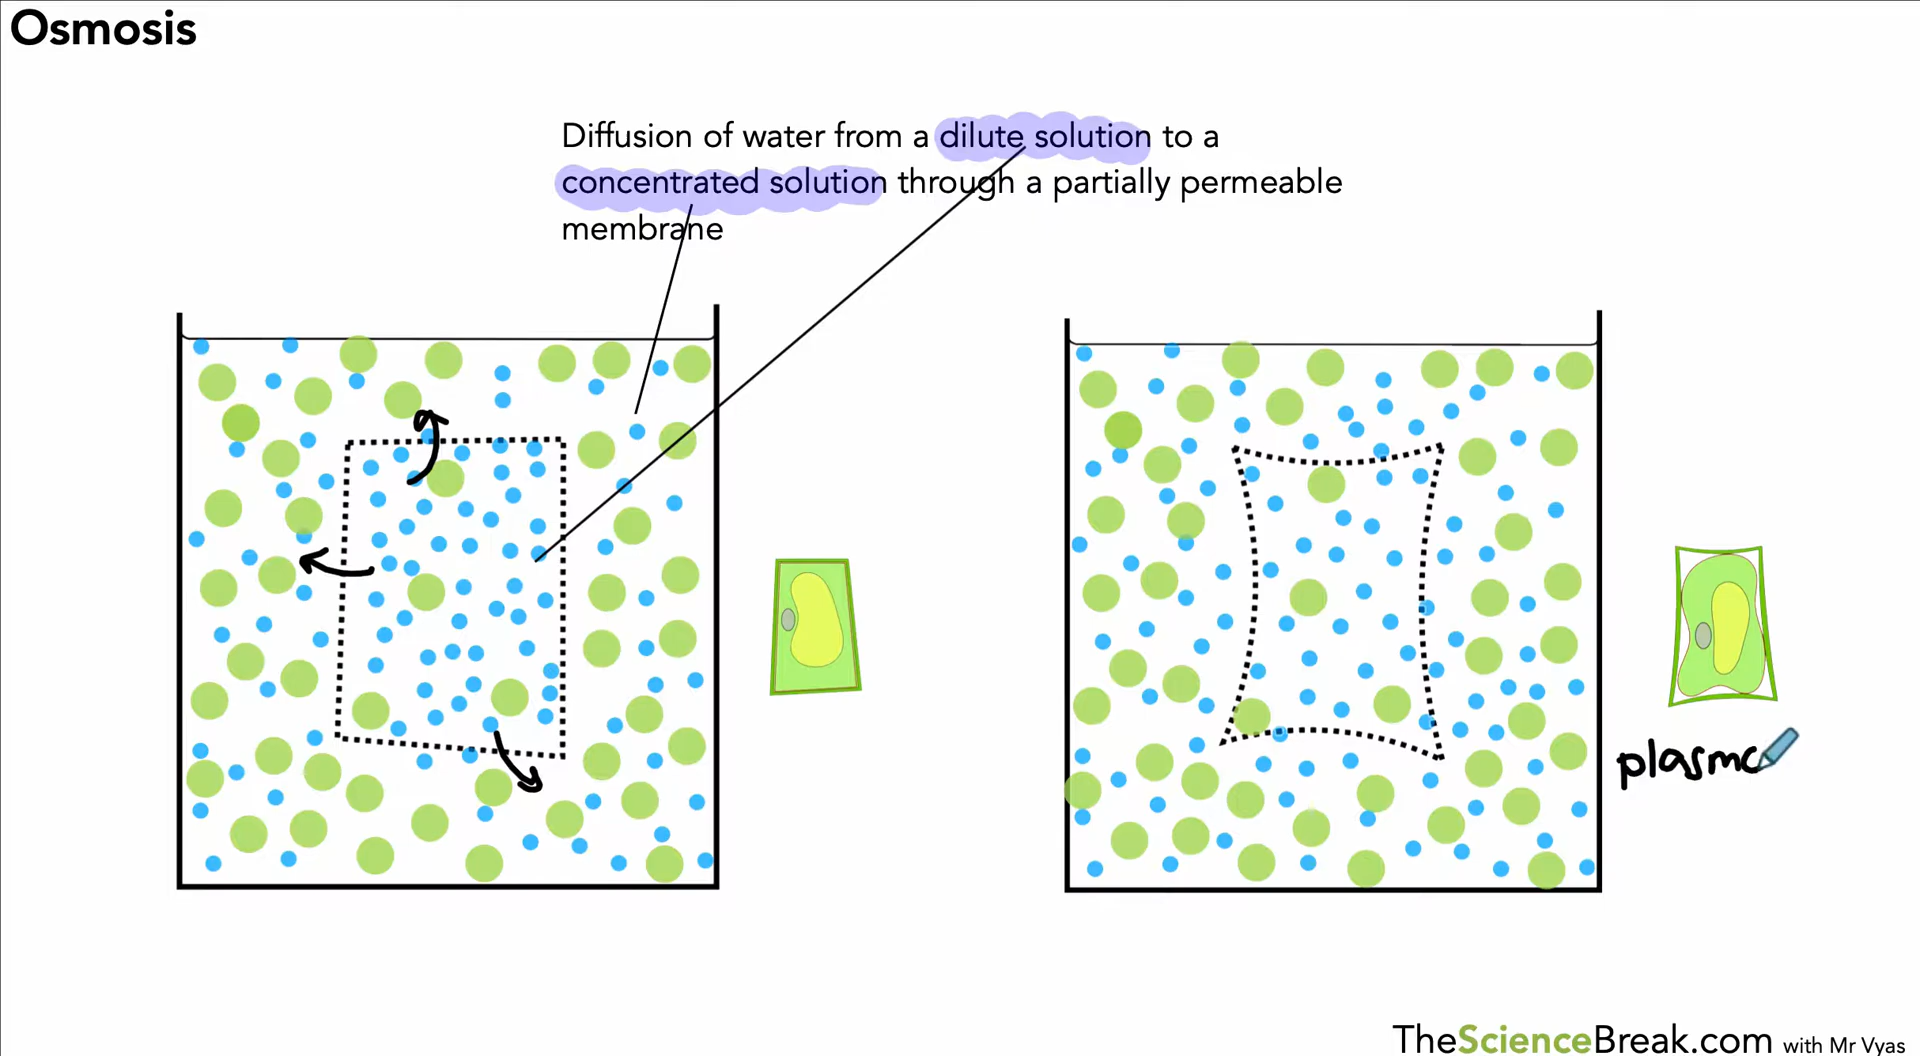 Osmosis
Diffusion of water from a dilute solution to a
concentrated solution through a partially permeable
membrane
plasmo
TheScienceBreak.com with Mr Vyas